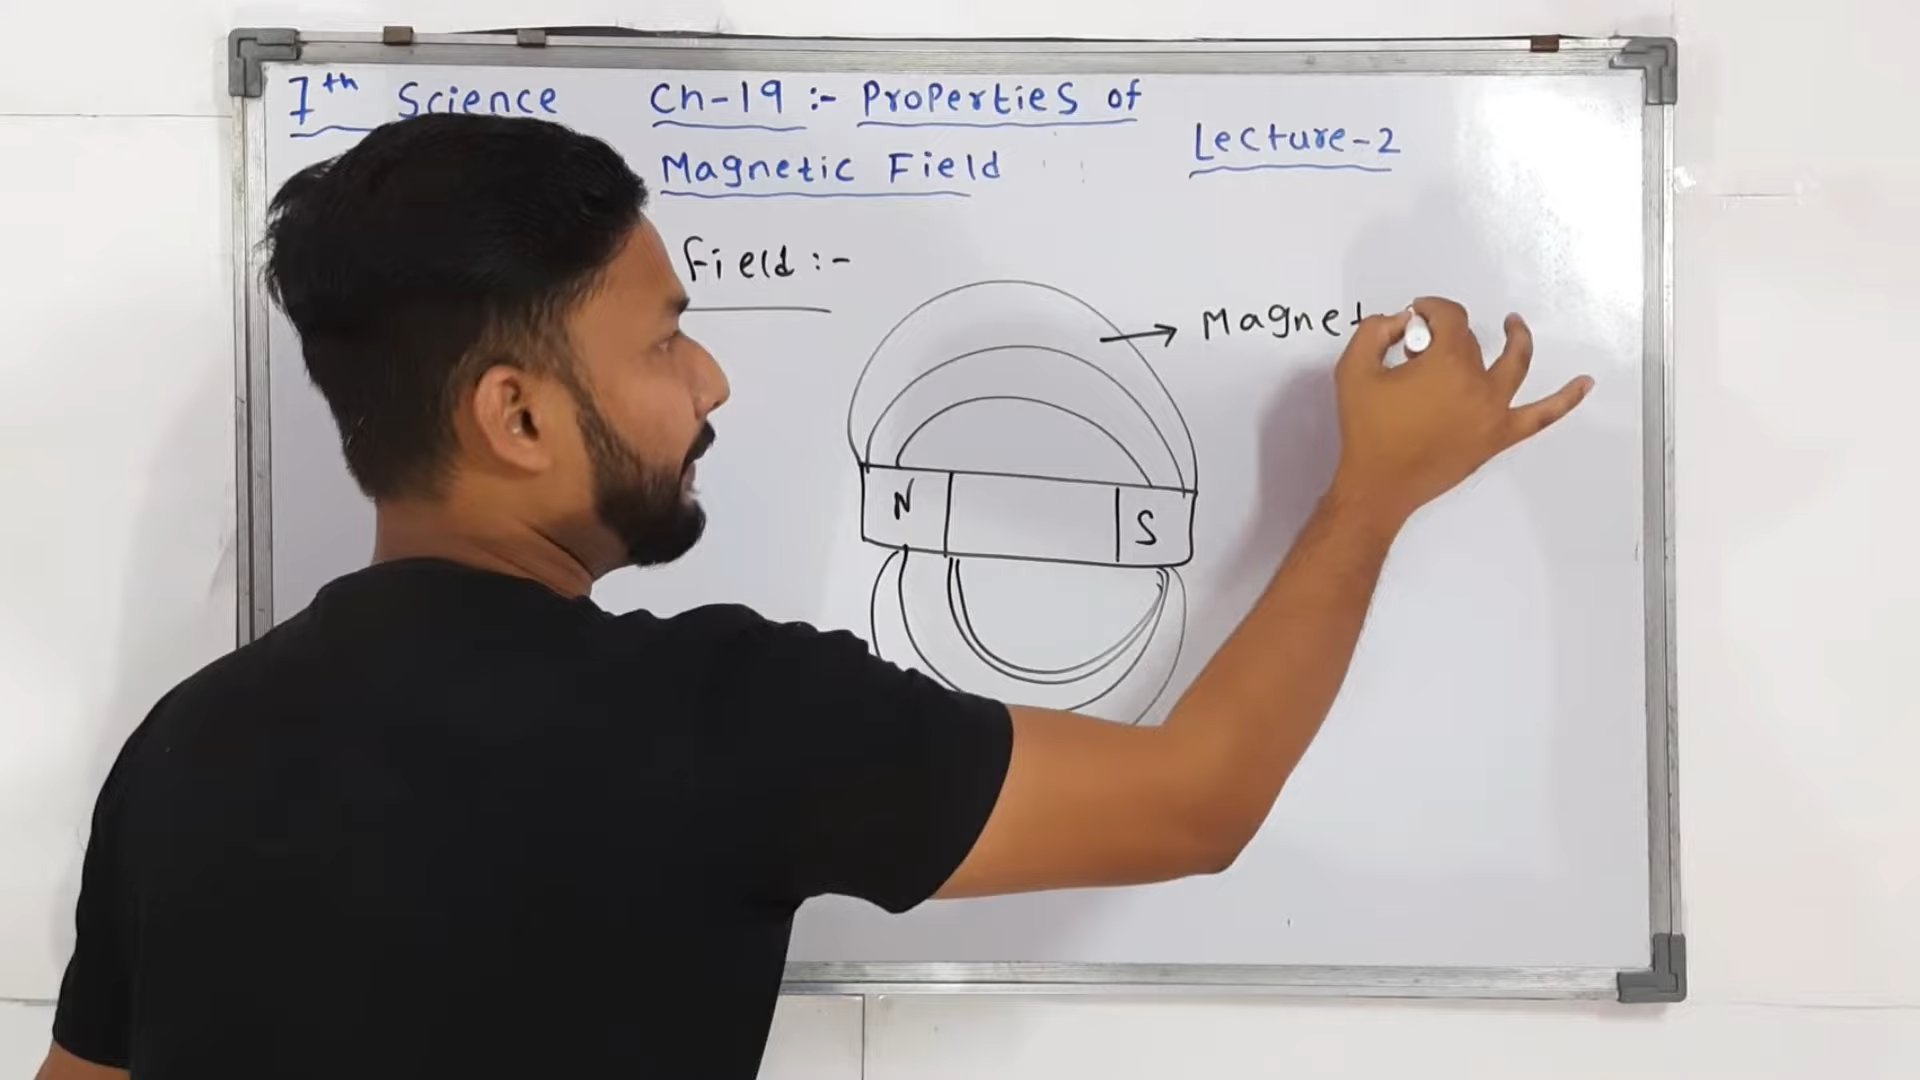 7th Science Ch-19 :- Properties of
Magnetic Field
Lecture-2
Field :-
Magnet
N
S